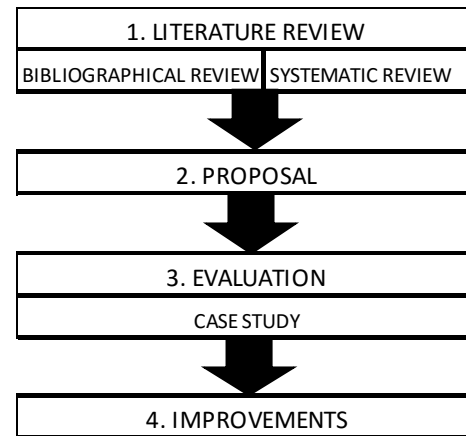 1. LITERATURE REVIEW
BIBLIOGRAPHICAL REVIEW SYSTEMATIC REVIEW
2. PROPOSAL
3. EVALUATION
CASE STUDY
4. IMPROVEMENTS